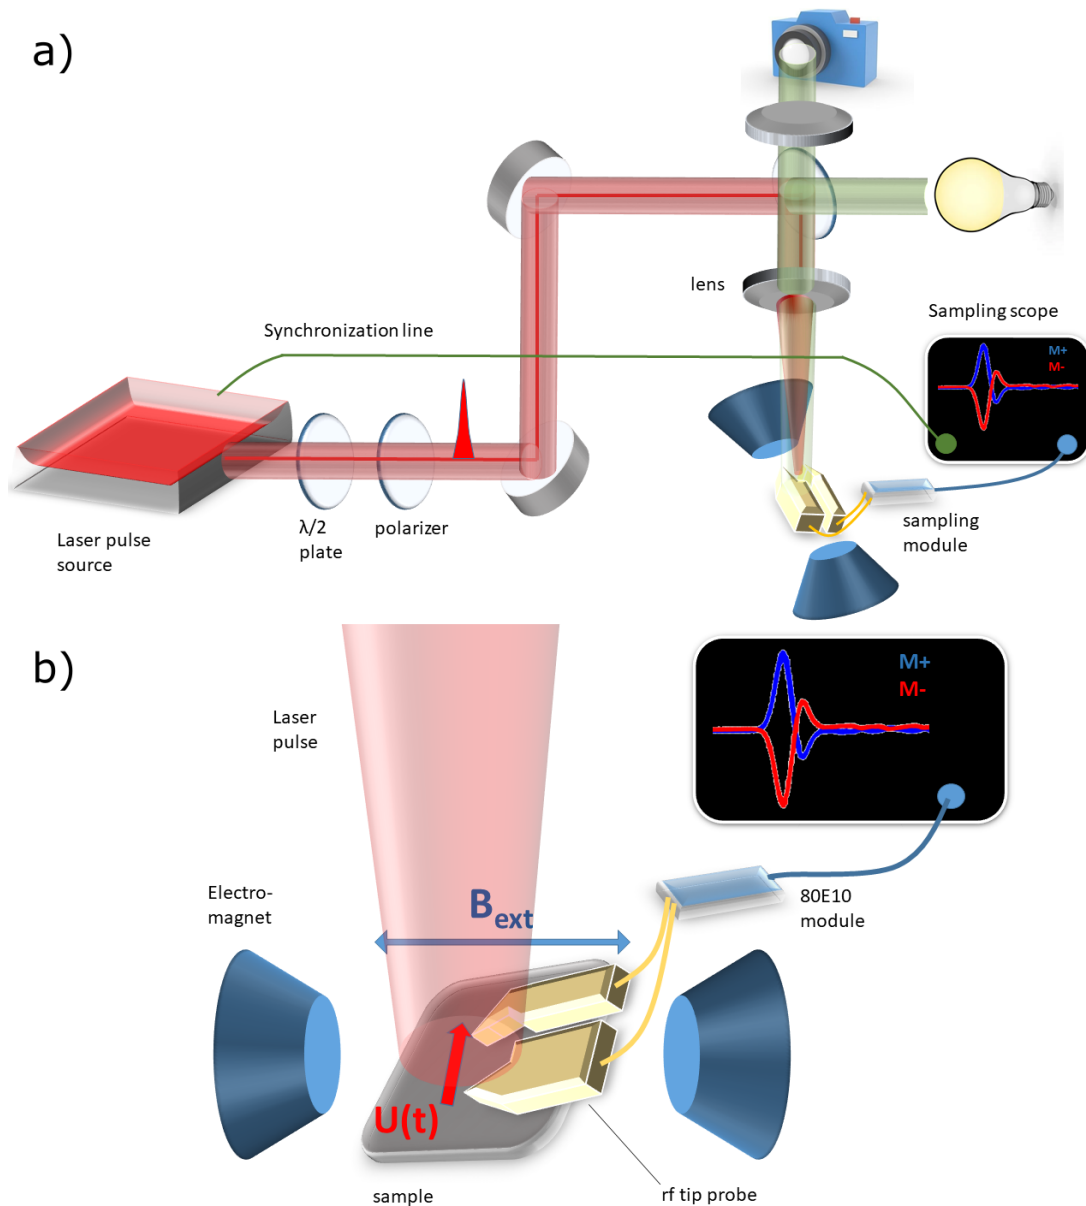 a)
lens
Sampling scope
M+
M-
Synchronization line
λ/2
plate
polarizer
Laser pulse
source
sampling
module
b)
M+
M-
Laser
pulse
Electro-
magnet
Bext
80E10
module
U(t)
sample
rf tip probe